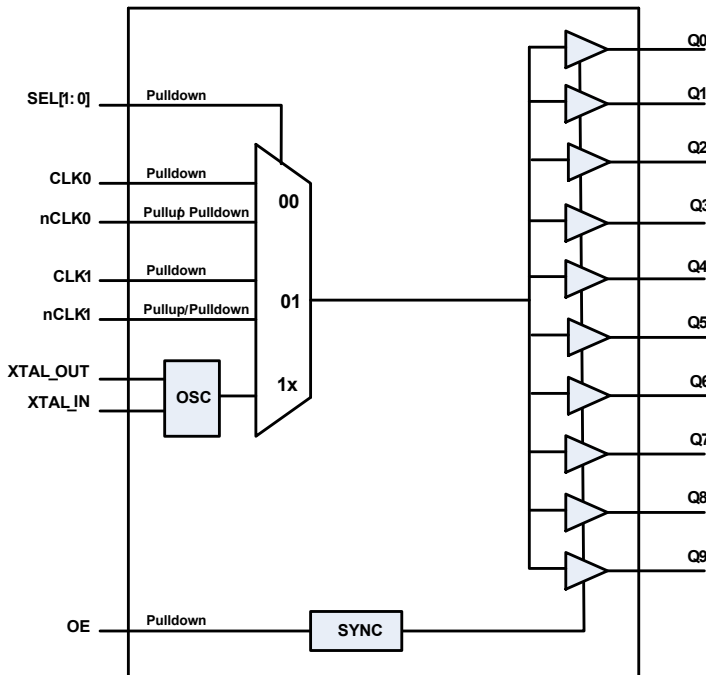 SEL[1:0] Pulldown
CLK0 Pulldown
nCLK0 Pullup/ Pulldown
CLK1 Pulldown
nCLK1 Pullup/Pulldown
XTAL_OUT
XTAL_IN
OSC
00
01
1x
OE Pulldown
SYNC
Q0
Q1
Q2
Q3
Q4
Q5
Q6
Q7
Q8
Q9